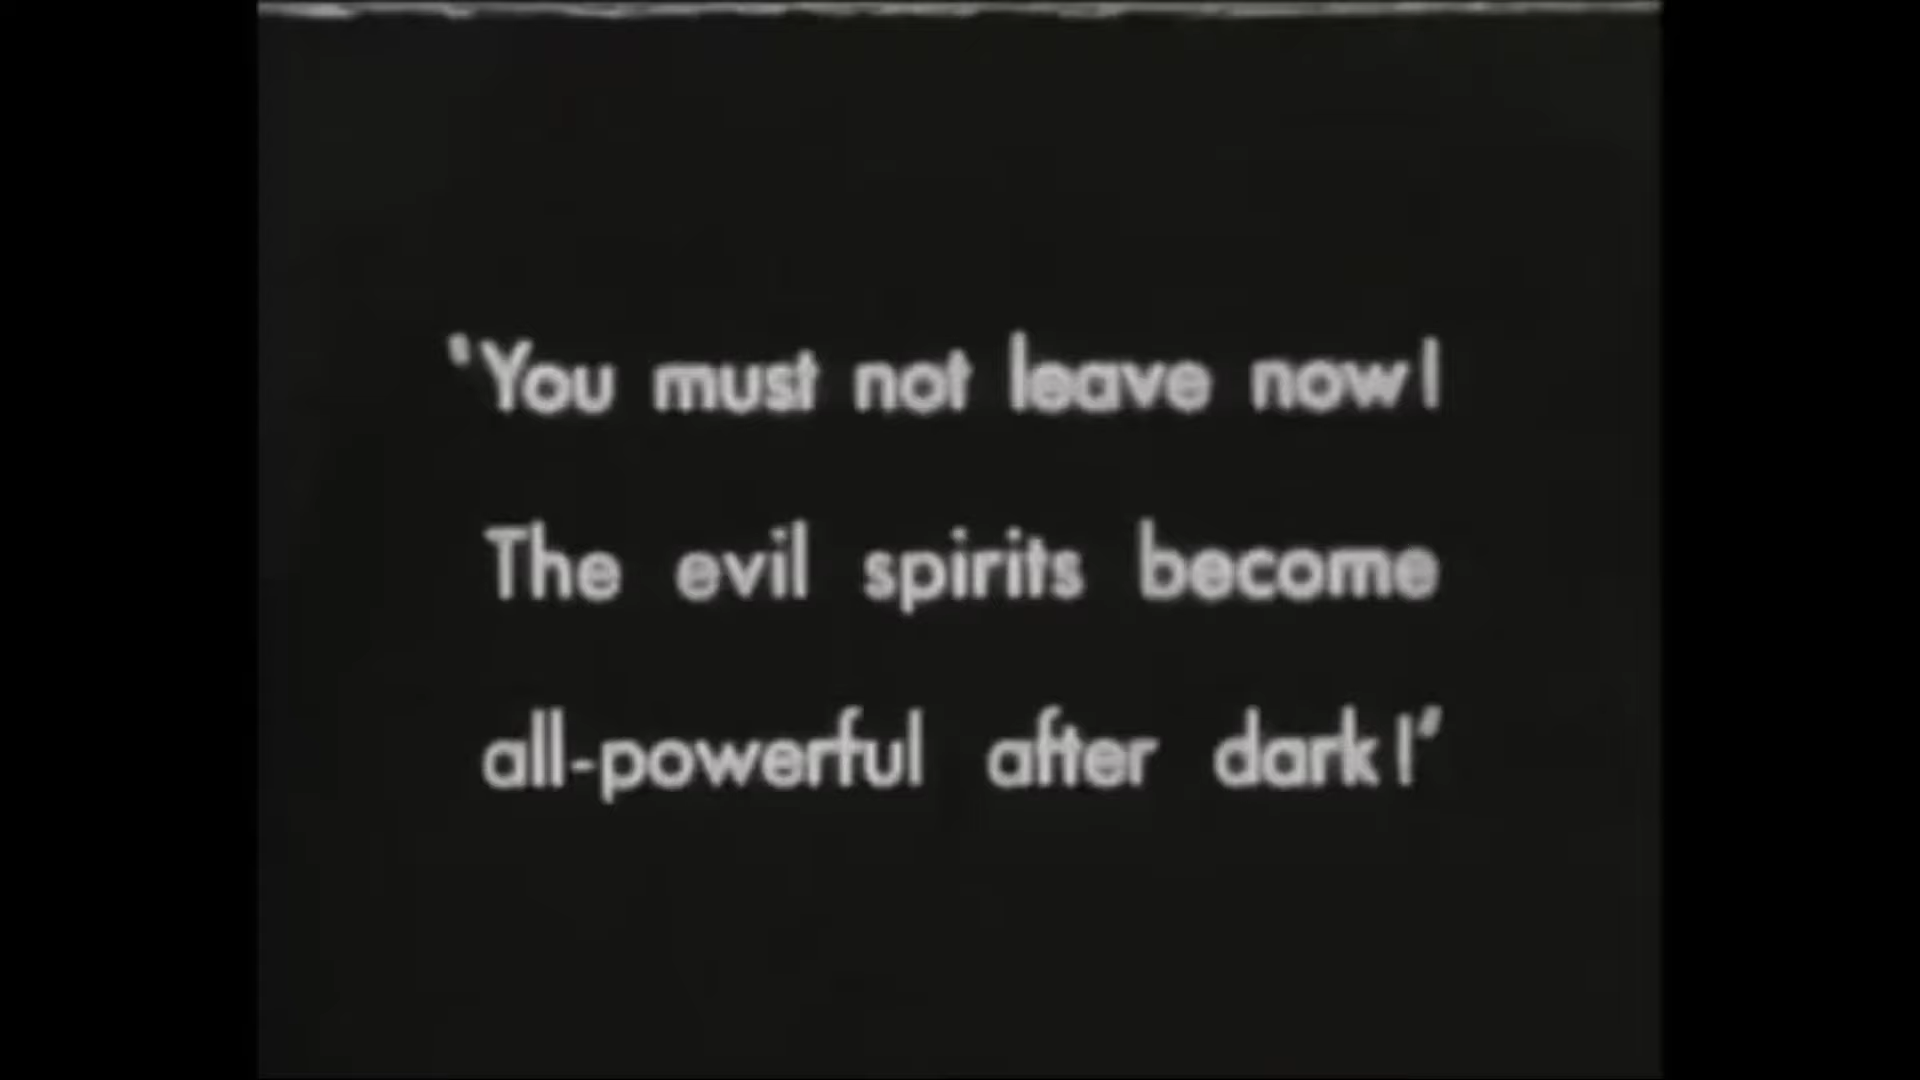 'You must not leave now!
The evil spirits become
all-powerful after dark!'